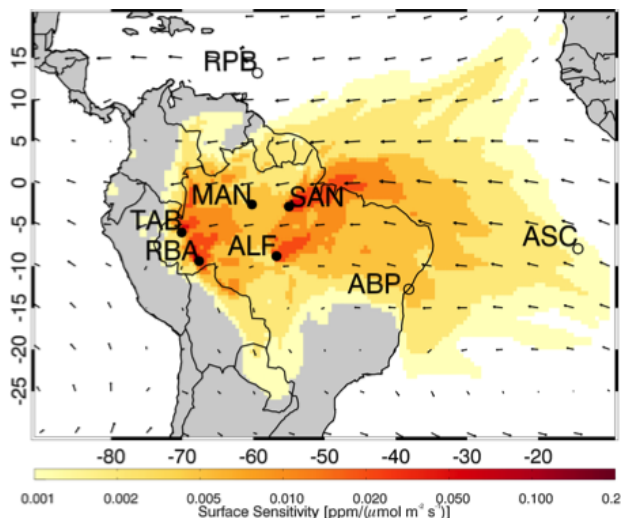 15
RPB
10
5
0
MAN
SAN
-5
TAB
ALF
RBA
ASC
-10
ABP
-15
-20
-25
-80 -70 -60 -50 -40 -30 -20
0.001 0.002 0.005 0.010 0.020 0.050 0.100 0.2
Surface Sensitivity [ppm/(μmol m s)]